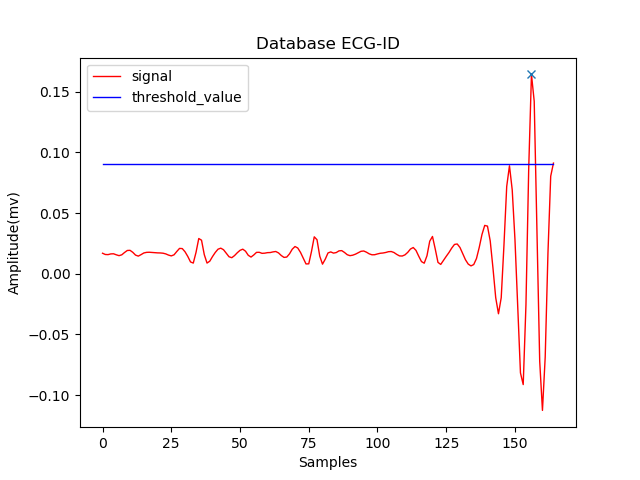 Database ECG-ID
signal
threshold_value
Amplitude(mv)
0.15
0.10
0.05
0.00
−0.05
−0.10
0 25 50 75 100 125 150
Samples